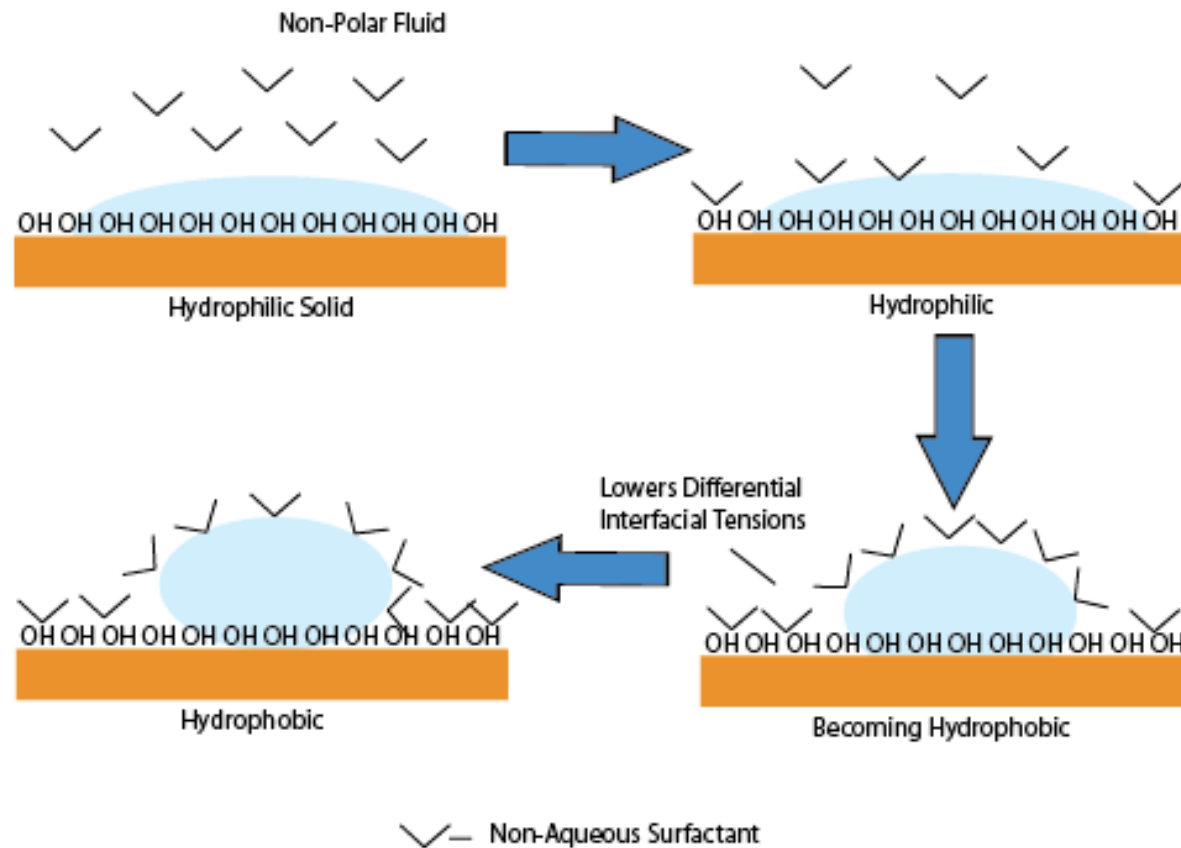 Non-Polar Fluid
OH OH OH OH OH OH OH OH OH OH OH OH
Hydrophilic Solid
OH OH OH OH OH OH OH OH OH OH OH OH
Hydrophilic
Lowers Differential
Interfacial Tensions
OH OH OH OH OH OH OH OH OH OH OH OH
Hydrophobic
OH OH OH OH OH OH OH OH OH OH OH OH
Becoming Hydrophobic
Non-Aqueous Surfactant